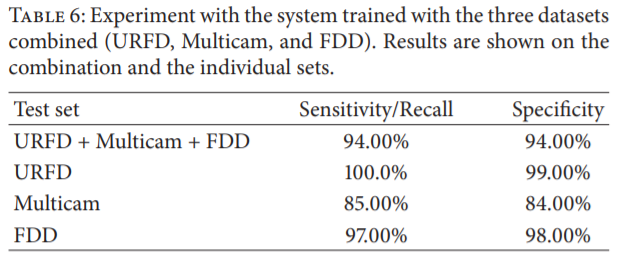 TABLE 6: Experiment with the system trained with the three datasets
combined (URFD, Multicam, and FDD). Results are shown on the
combination and the individual sets.
Test set Sensitivity/Recall Specificity
URFD + Multicam + FDD 94.00% 94.00%
URFD 100.0% 99.00%
Multicam 85.00% 84.00%
FDD 97.00% 98.00%